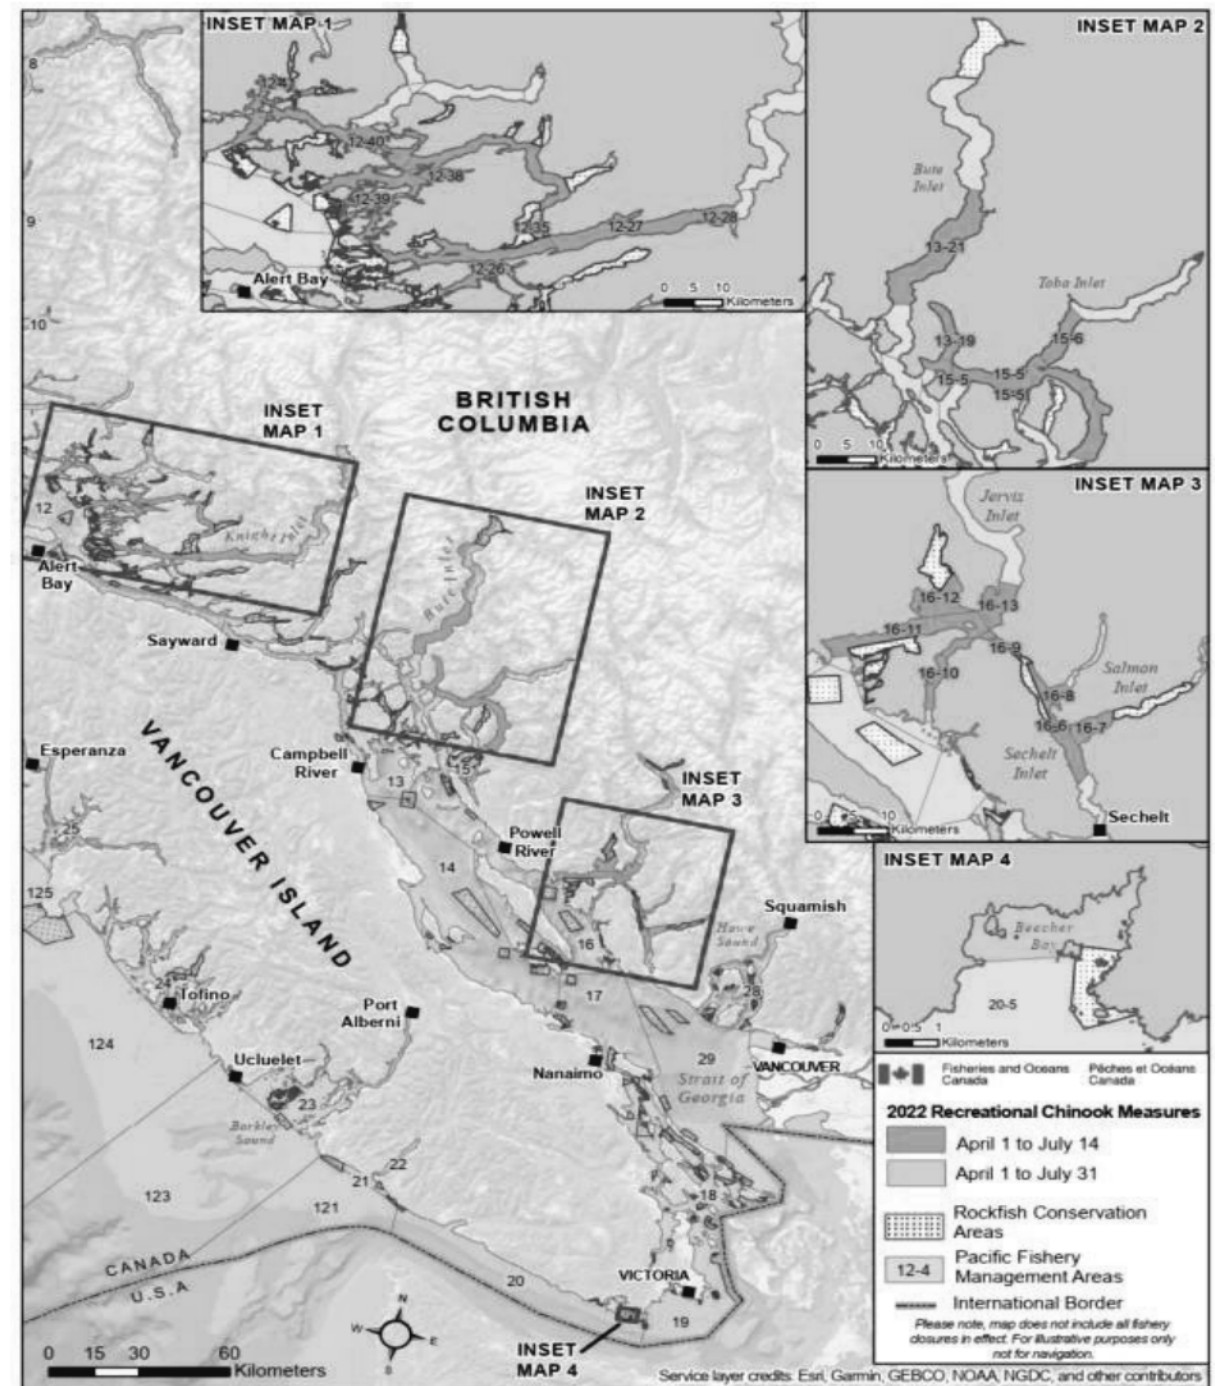 INSET MAP 1
12-40
12-38
12-39
12-35
12-27
12-28
12-26
Alert Bay
0 5 10
Kilometers
INSET MAP 2
Bute
Inlet
13-21
Toba Inlet
13-19
15-6
15-5
15-5
15-5
0 5 10
Kilometers
8
9
10
BRITISH
COLUMBIA
INSET
MAP 1
INSET
MAP 2
12
Knight Inlet
Alert
Bay
Bute Inlet
Sayward
INSET MAP 3
Jerviz
Inlet
16-12
16-13
16-11
16-9
16-10
Salmon
Inlet
16-8
16-6
16-7
Sechelt
Inlet
0 5 10
Kilometers
Sechelt
VANCOUVER ISLAND
Esperanza
Campbell
River
13
15
INSET
MAP 3
25
Powell
River
14
125
Squamish
Howe
Sound
16
24
Tofino
Port
Alberni
17
28
124
Ucluelet
29
VANCOUVER
Nanaimo
Strait of
Georgia
23
Barkley
Sound
22
21
18
123
121
CANADA
U.S.A
20
VICTORIA
19
N
W E
S
INSET
MAP 4
0 15 30 60
Kilometers
INSET MAP 4
Beecher
Bay
20-5
0 0.5 1
Kilometers
Fisheries and Oceans
Canada
Pêches et Océans
Canada
2022 Recreational Chinook Measures
April 1 to July 14
April 1 to July 31
Rockfish Conservation
Areas
12-4
Pacific Fishery
Management Areas
International Border
Please note, map does not include all fishery
closures in effect. For illustrative purposes only
not for navigation.
Service layer credits: Esri, Garmin, GEBCO, NOAA, NGDC, and other contributors